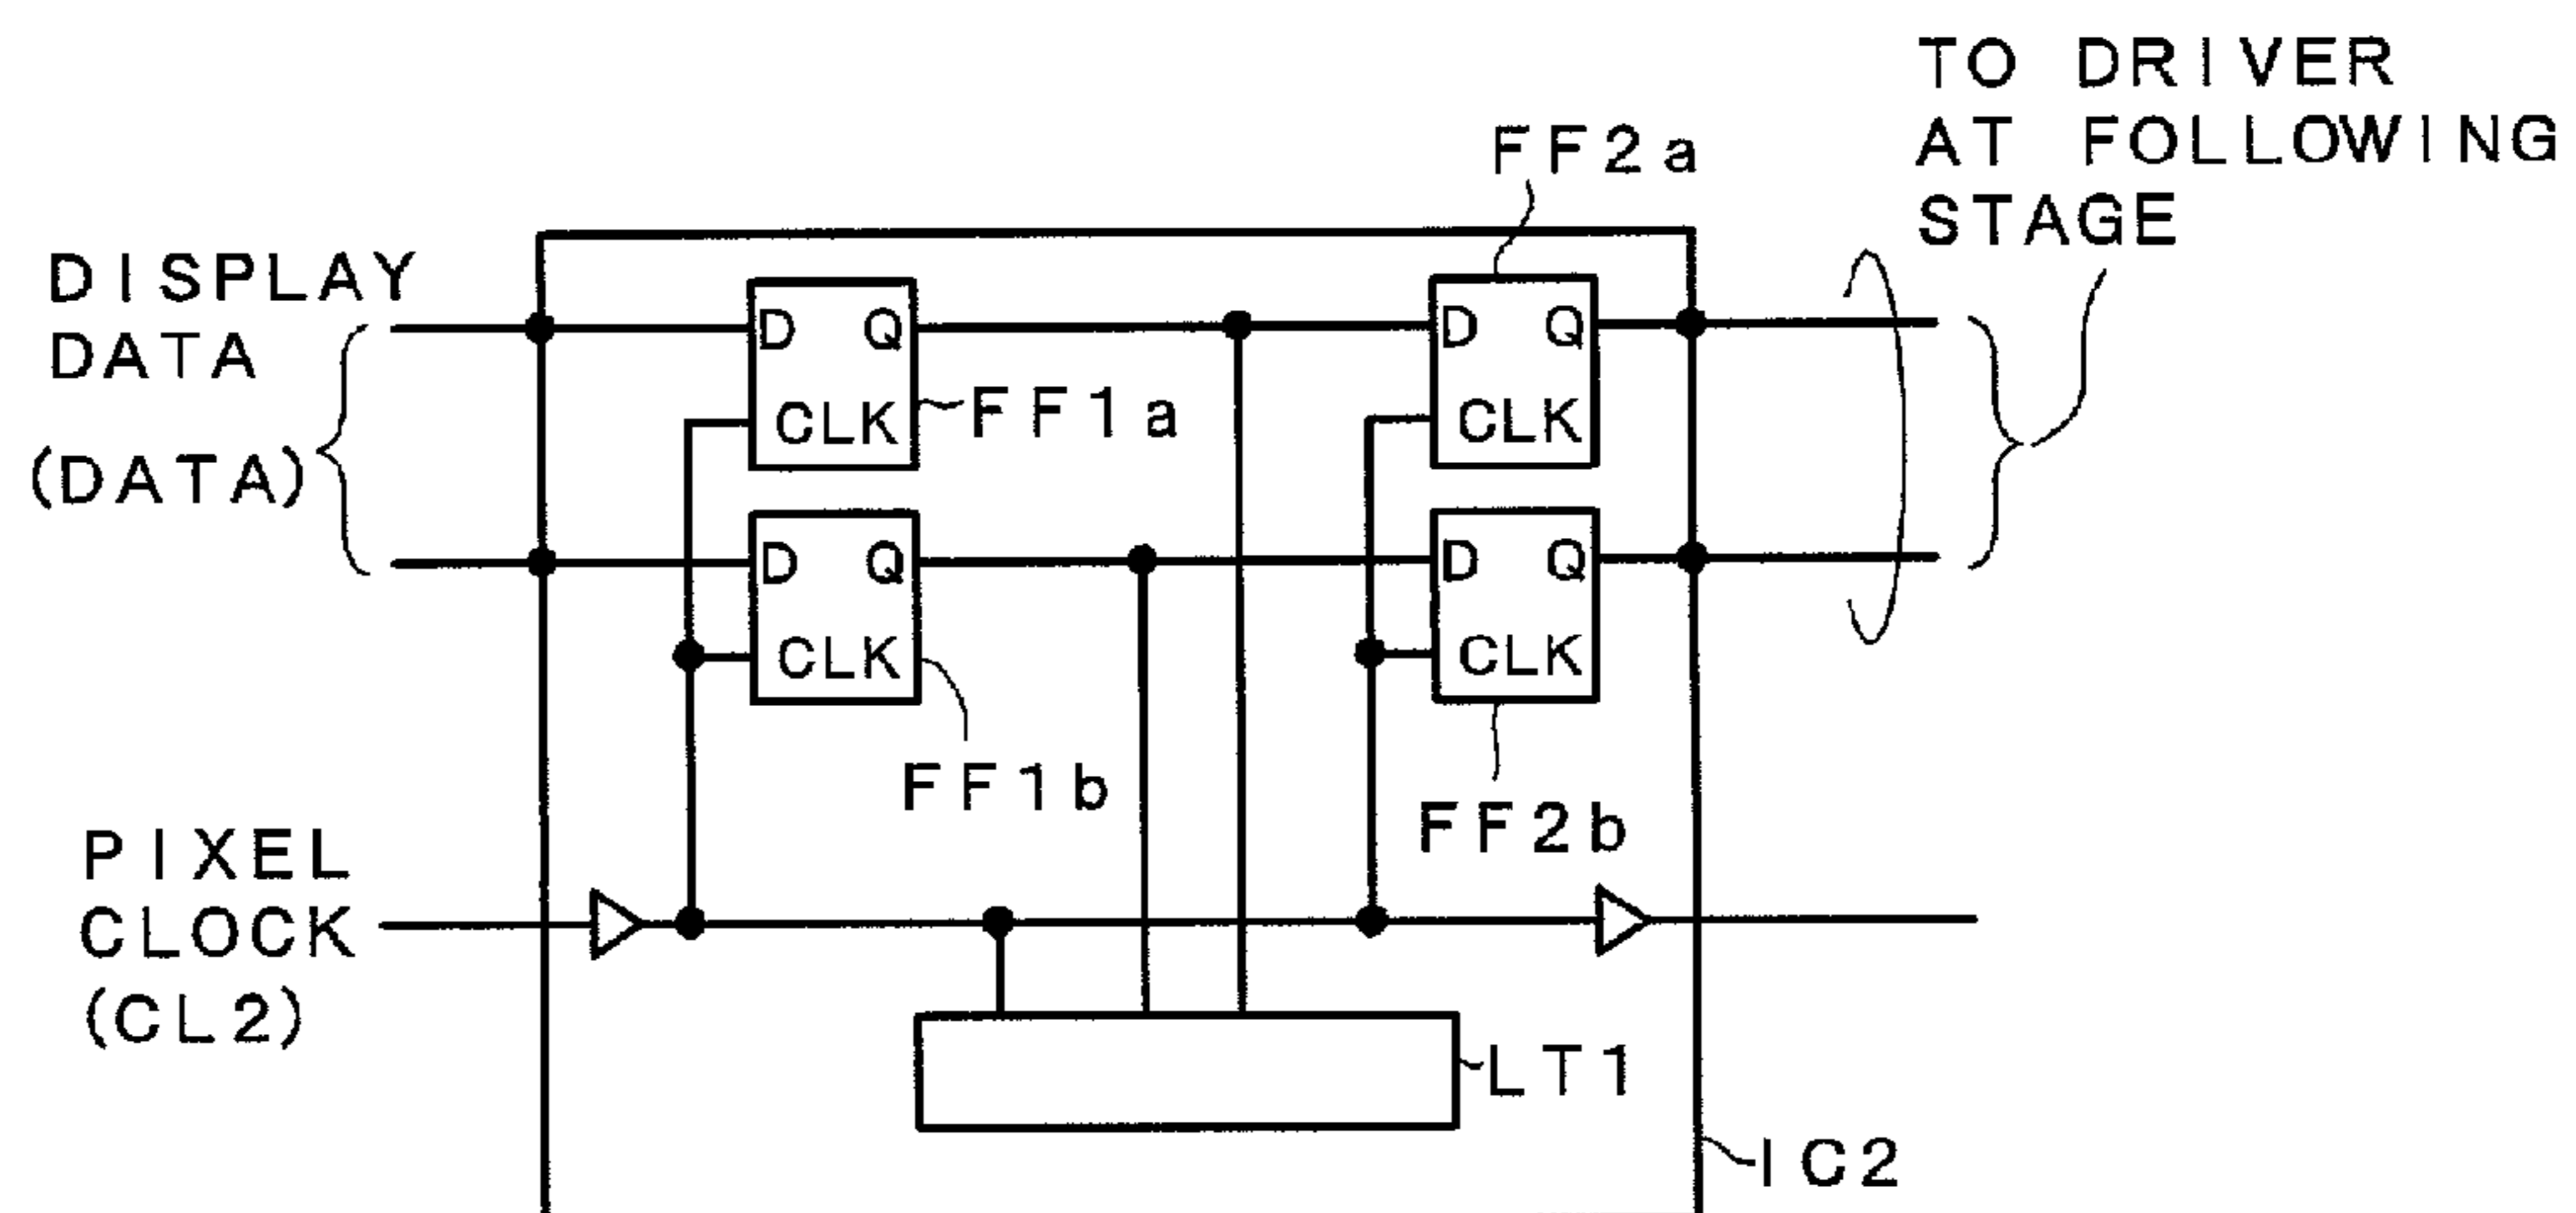 TO DRIVER
AT FOLLOWING
STAGE
FF2a
DISPLAY
DATA
(DATA)
D Q
CLK
FF1a
D Q
CLK
D Q
CLK
FF1b
D Q
CLK
FF2b
PIXEL
CLOCK
(CL2)
LT1
IC2